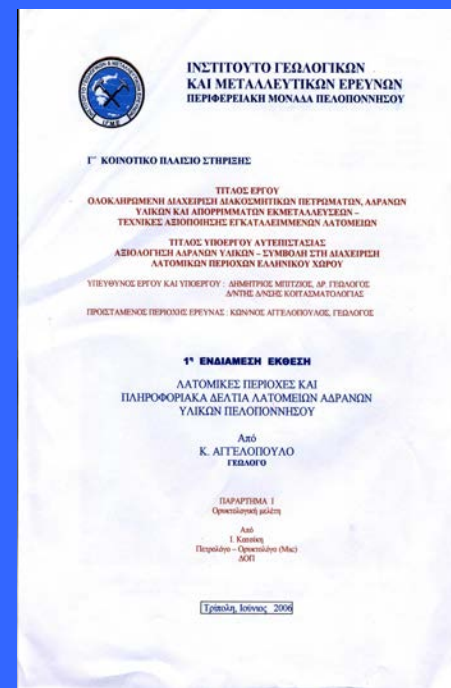 ΙΝΣΤΙΤΟΥΤΟ ΓΕΩΛΟΓΙΚΩΝ
ΚΑΙ ΜΕΤΑΛΛΕΥΤΙΚΩΝ ΕΡΕΥΝΩΝ
ΠΕΡΙΦΕΡΕΙΑΚΗ ΜΟΝΑΔΑ ΠΕΛΟΠΟΝΝΗΣΟΥ
Γ΄ ΚΟΙΝΟΤΙΚΟ ΠΛΑΙΣΙΟ ΣΤΗΡΙΞΗΣ
ΤΙΤΛΟΣ ΕΡΓΟΥ
ΟΛΟΚΛΗΡΩΜΕΝΗ ΔΙΑΧΕΙΡΙΣΗ ΔΙΑΚΟΣΜΗΤΙΚΩΝ ΠΕΤΡΩΜΑΤΩΝ, ΑΔΡΑΝΩΝ
ΥΛΙΚΩΝ ΚΑΙ ΑΠΟΡΡΙΜΜΑΤΩΝ ΕΚΜΕΤΑΛΛΕΥΣΕΩΝ –
ΤΕΧΝΙΚΕΣ ΑΞΙΟΠΟΙΗΣΗΣ ΕΓΚΑΤΑΛΕΙΜΜΕΝΩΝ ΛΑΤΟΜΕΙΩΝ
ΤΙΤΛΟΣ ΥΠΟΕΡΓΟΥ ΑΥΤΕΠΙΣΤΑΣΙΑΣ
ΑΞΙΟΛΟΓΗΣΗ ΑΔΡΑΝΩΝ ΥΛΙΚΩΝ – ΣΥΜΒΟΛΗ ΣΤΗ ΔΙΑΧΕΙΡΙΣΗ
ΛΑΤΟΜΙΚΩΝ ΠΕΡΙΟΧΩΝ ΕΛΛΗΝΙΚΟΥ ΧΩΡΟΥ
ΥΠΕΥΘΥΝΟΣ ΕΡΓΟΥ ΚΑΙ ΥΠΟΕΡΓΟΥ : ΔΗΜΗΤΡΙΟΣ ΜΠΙΤΖΙΟΣ, ΔΡ. ΓΕΩΛΟΓΟΣ
Δ/ΝΤΗΣ Δ/ΝΣΗΣ ΚΟΙΤΑΣΜΑΤΟΛΟΓΙΑΣ
ΠΡΟΪΣΤΑΜΕΝΟΣ ΠΕΡΙΟΧΗΣ ΕΡΕΥΝΑΣ : ΚΩΝ/ΝΟΣ ΑΓΓΕΛΟΠΟΥΛΟΣ, ΓΕΩΛΟΓΟΣ
1η ΕΝΔΙΑΜΕΣΗ ΕΚΘΕΣΗ
ΛΑΤΟΜΙΚΕΣ ΠΕΡΙΟΧΕΣ ΚΑΙ
ΠΛΗΡΟΦΟΡΙΑΚΑ ΔΕΛΤΙΑ ΛΑΤΟΜΕΙΩΝ ΑΔΡΑΝΩΝ
ΥΛΙΚΩΝ ΠΕΛΟΠΟΝΝΗΣΟΥ
Από
Κ. ΑΓΓΕΛΟΠΟΥΛΟ
ΓΕΩΛΟΓΟ
ΠΑΡΑΡΤΗΜΑ Ι
Ορυκτολογική μελέτη
Από
Ι. Κατσίκη
Πετρολόγο – Ορυκτολόγο (Msc)
ΔΟΠ
Τρίπολη, Ιούνιος 2006